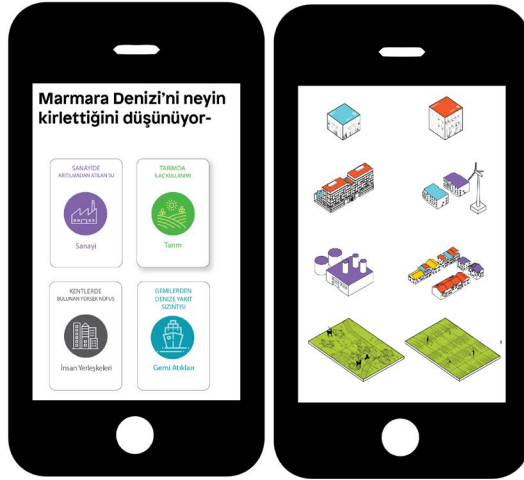 Marmara Denizi'ni neyin
kirlettiğini düşünüyor-
SANAYİDE
ARITILMADAN ATILAN SU
Sanayi
TARIMDA
İLAÇ KULLANIMI
Tarım
KENTLERDE
BULUNAN YÜKSEK NÜFUS
İnsan Yerleşkeleri
GEMİLERDEN
DENİZE YAKIT
SIZINTISI
Gemi Atıkları